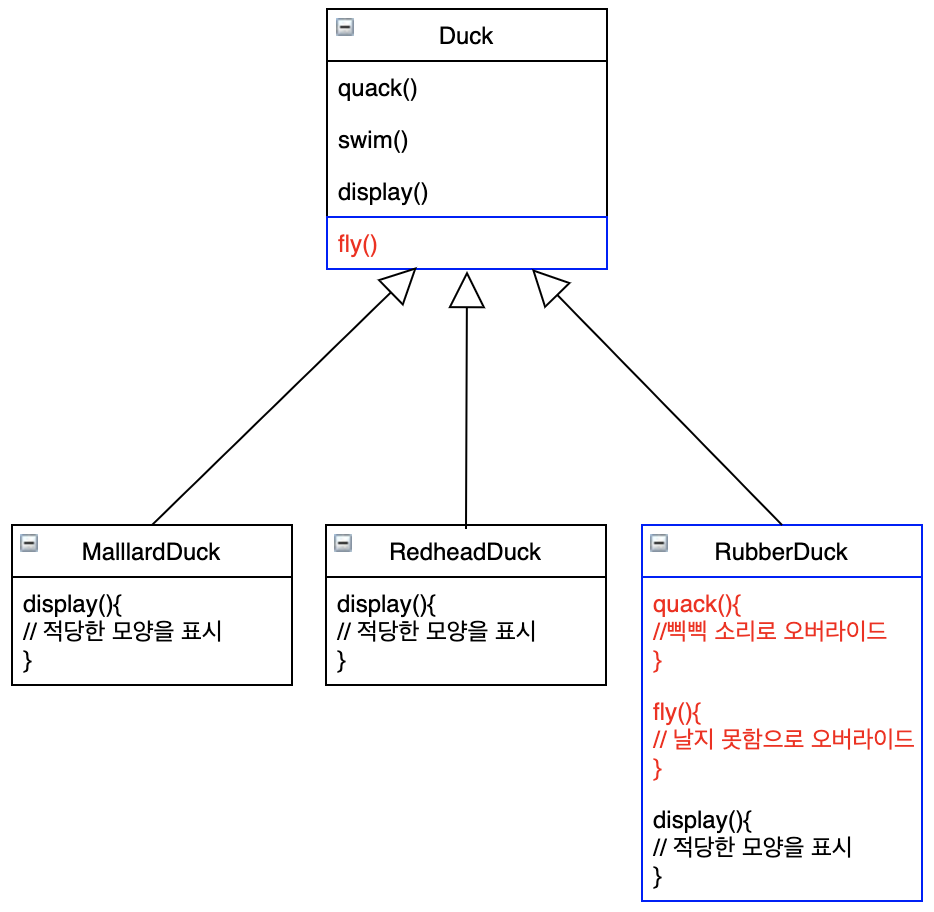 Duck
quack()
swim()
display()
fly()
MalllardDuck
display(){
// 적당한 모양을 표시
}
RedheadDuck
display(){
// 적당한 모양을 표시
}
RubberDuck
quack(){
//삑삑 소리로 오버라이드
}
fly(){
// 날지 못함으로 오버라이드
}
display(){
// 적당한 모양을 표시
}